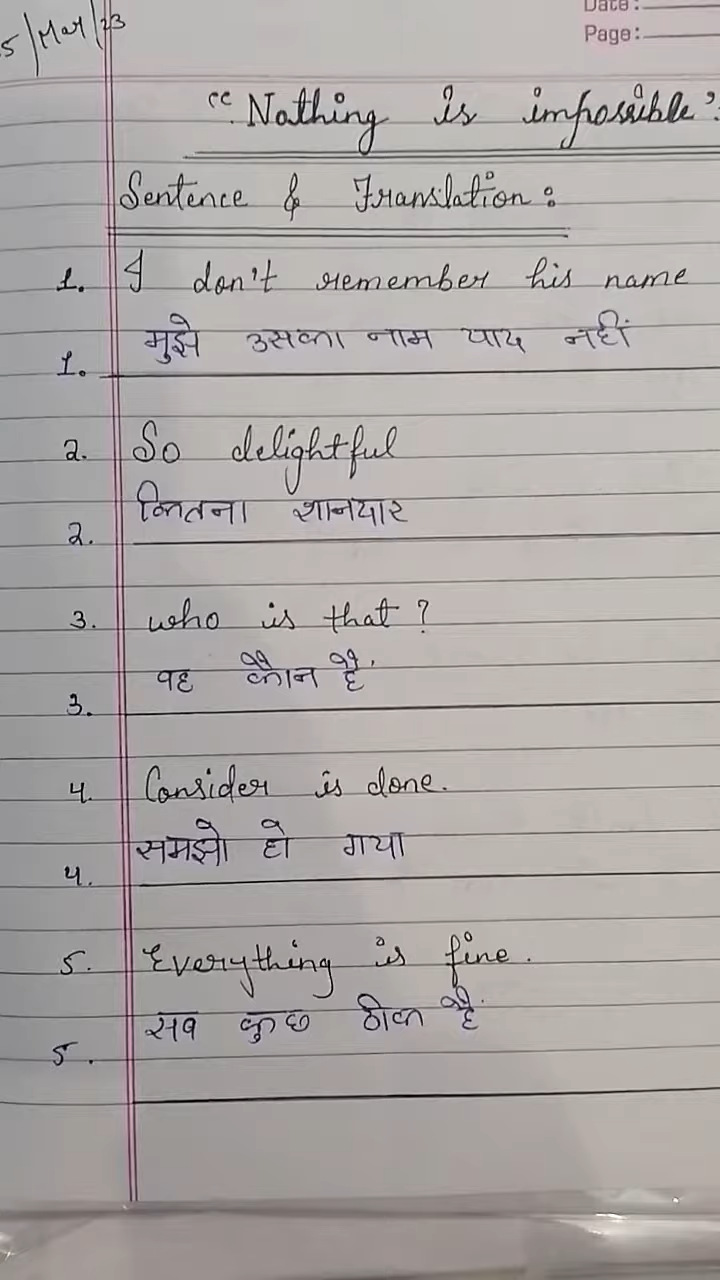 5/Mar/23
Date:
Page:
"Nothing is impossible".
Sentence & Translation:
1. I don't remember his name
1. मुझे उसका नाम याद नहीं
2. So delightful
2. कितना शानदार
3. who is that?
3. वह कौन है.
4. Consider is done.
4. समझो हो गया
5. Everything is fine.
5. सब कुछ ठीक है.